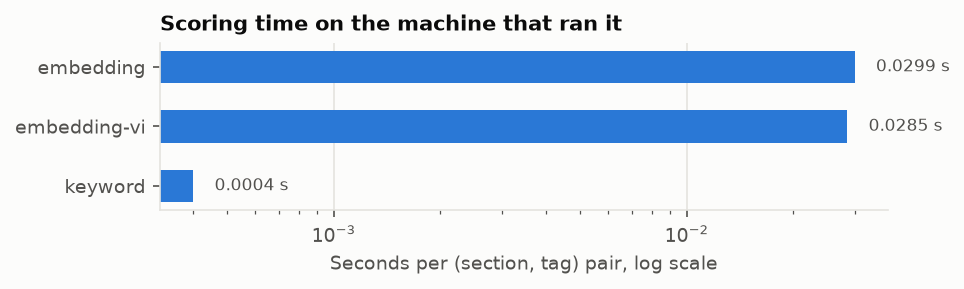 Scoring time on the machine that ran it
embedding
0.0299 s
embedding-vi
0.0285 s
keyword
0.0004 s
10⁻³
10⁻²
Seconds per (section, tag) pair, log scale